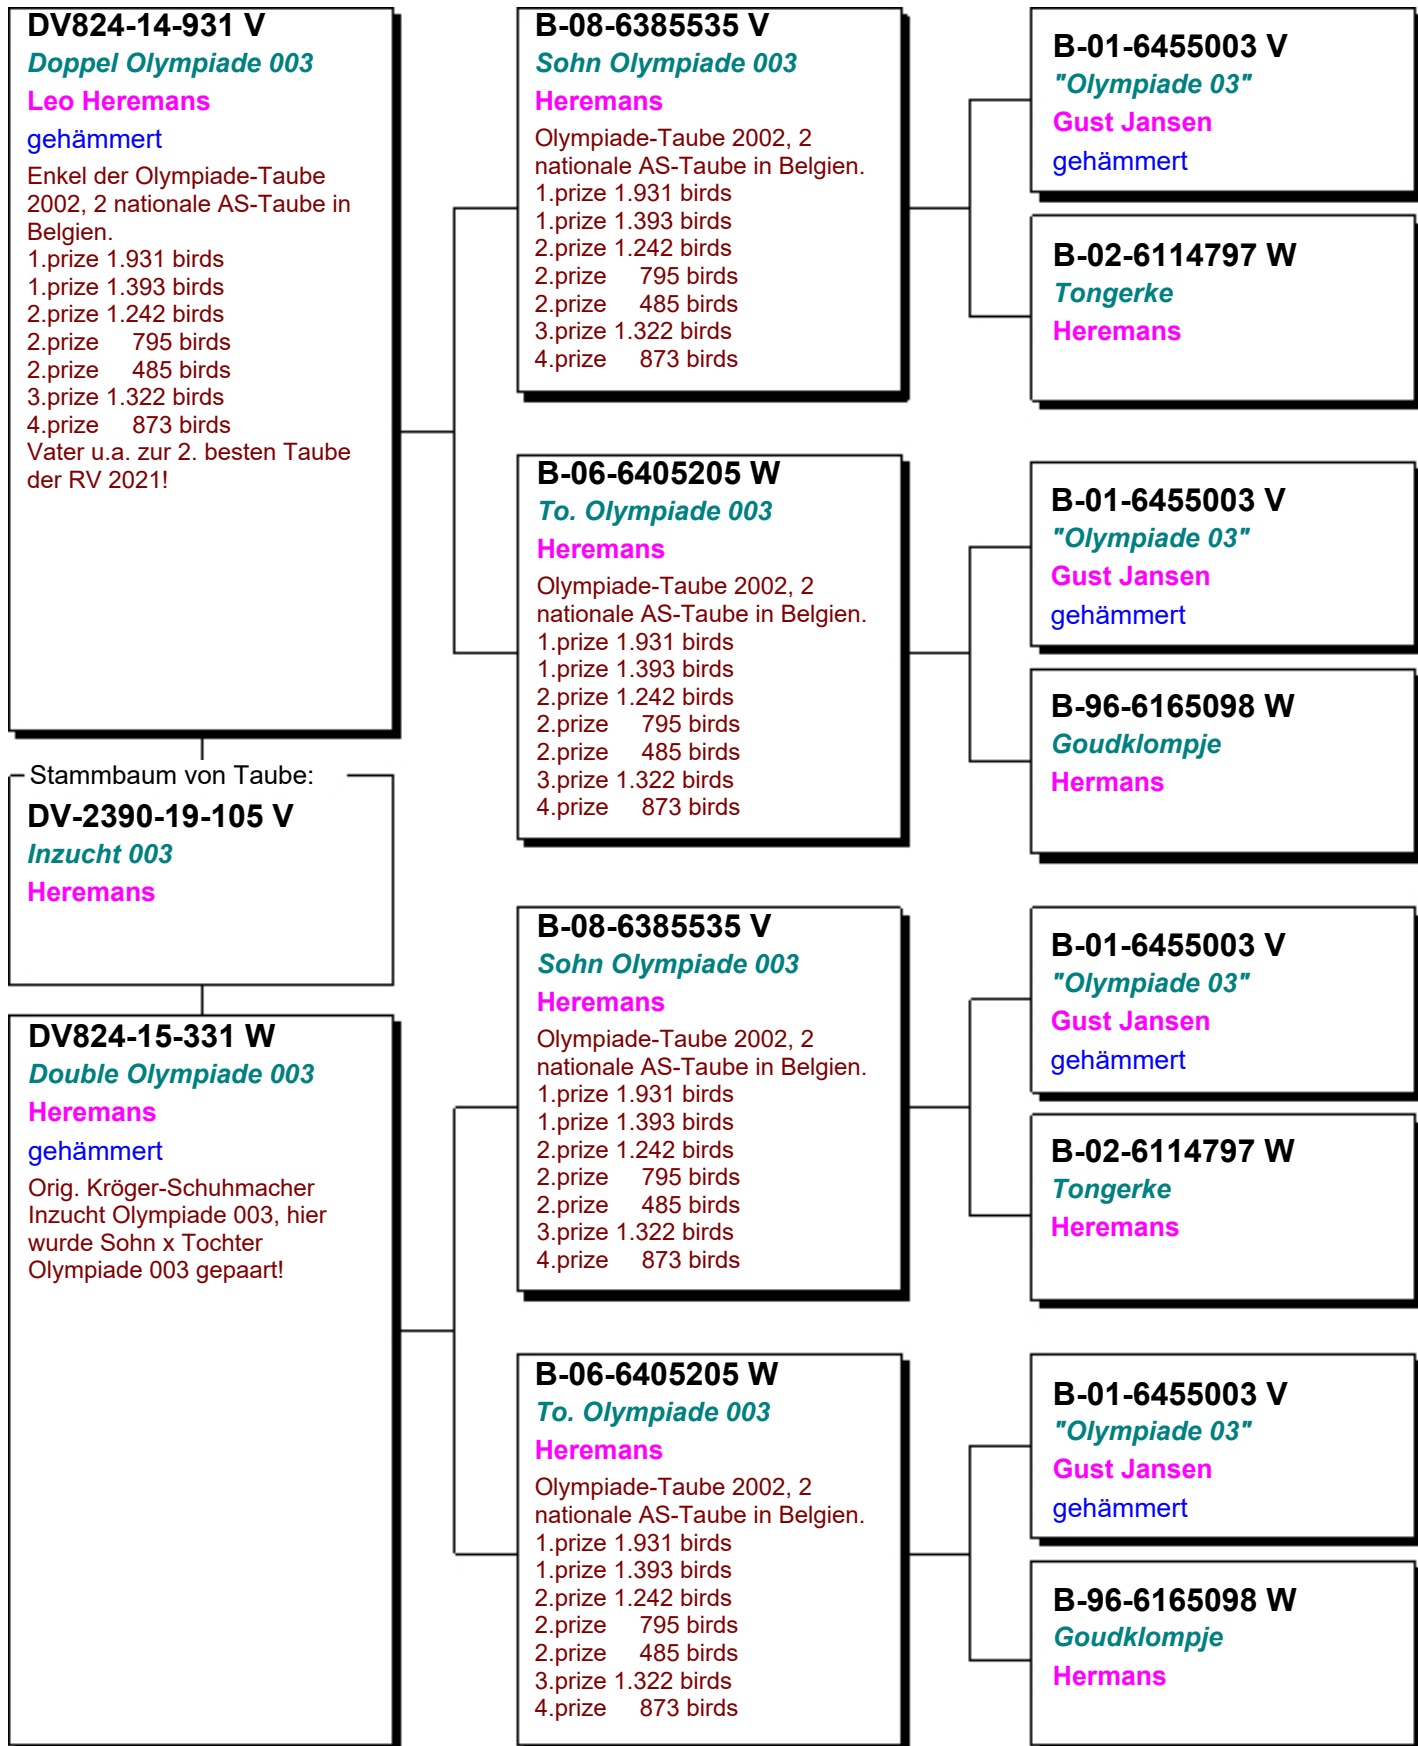 DV824-14-931 V
Doppel Olympiade 003
Leo Heremans
gehämmert
Enkel der Olympiade-Taube
2002, 2 nationale AS-Taube in
Belgien.
1.prize 1.931 birds
1.prize 1.393 birds
2.prize 1.242 birds
2.prize 795 birds
2.prize 485 birds
3.prize 1.322 birds
4.prize 873 birds
Vater u.a. zur 2. besten Taube
der RV 2021!
Stammbaum von Taube:
DV-2390-19-105 V
Inzucht 003
Heremans
DV824-15-331 W
Double Olympiade 003
Heremans
gehämmert
Orig. Kröger-Schuhmacher
Inzucht Olympiade 003, hier
wurde Sohn x Tochter
Olympiade 003 gepaart!
B-08-6385535 V
Sohn Olympiade 003
Heremans
Olympiade-Taube 2002, 2
nationale AS-Taube in Belgien.
1.prize 1.931 birds
1.prize 1.393 birds
2.prize 1.242 birds
2.prize 795 birds
2.prize 485 birds
3.prize 1.322 birds
4.prize 873 birds
B-06-6405205 W
To. Olympiade 003
Heremans
Olympiade-Taube 2002, 2
nationale AS-Taube in Belgien.
1.prize 1.931 birds
1.prize 1.393 birds
2.prize 1.242 birds
2.prize 795 birds
2.prize 485 birds
3.prize 1.322 birds
4.prize 873 birds
B-08-6385535 V
Sohn Olympiade 003
Heremans
Olympiade-Taube 2002, 2
nationale AS-Taube in Belgien.
1.prize 1.931 birds
1.prize 1.393 birds
2.prize 1.242 birds
2.prize 795 birds
2.prize 485 birds
3.prize 1.322 birds
4.prize 873 birds
B-06-6405205 W
To. Olympiade 003
Heremans
Olympiade-Taube 2002, 2
nationale AS-Taube in Belgien.
1.prize 1.931 birds
1.prize 1.393 birds
2.prize 1.242 birds
2.prize 795 birds
2.prize 485 birds
3.prize 1.322 birds
4.prize 873 birds
B-01-6455003 V
"Olympiade 03"
Gust Jansen
gehämmert
B-02-6114797 W
Tongerke
Heremans
B-01-6455003 V
"Olympiade 03"
Gust Jansen
gehämmert
B-96-6165098 W
Goudklompje
Hermans
B-01-6455003 V
"Olympiade 03"
Gust Jansen
gehämmert
B-02-6114797 W
Tongerke
Heremans
B-01-6455003 V
"Olympiade 03"
Gust Jansen
gehämmert
B-96-6165098 W
Goudklompje
Hermans